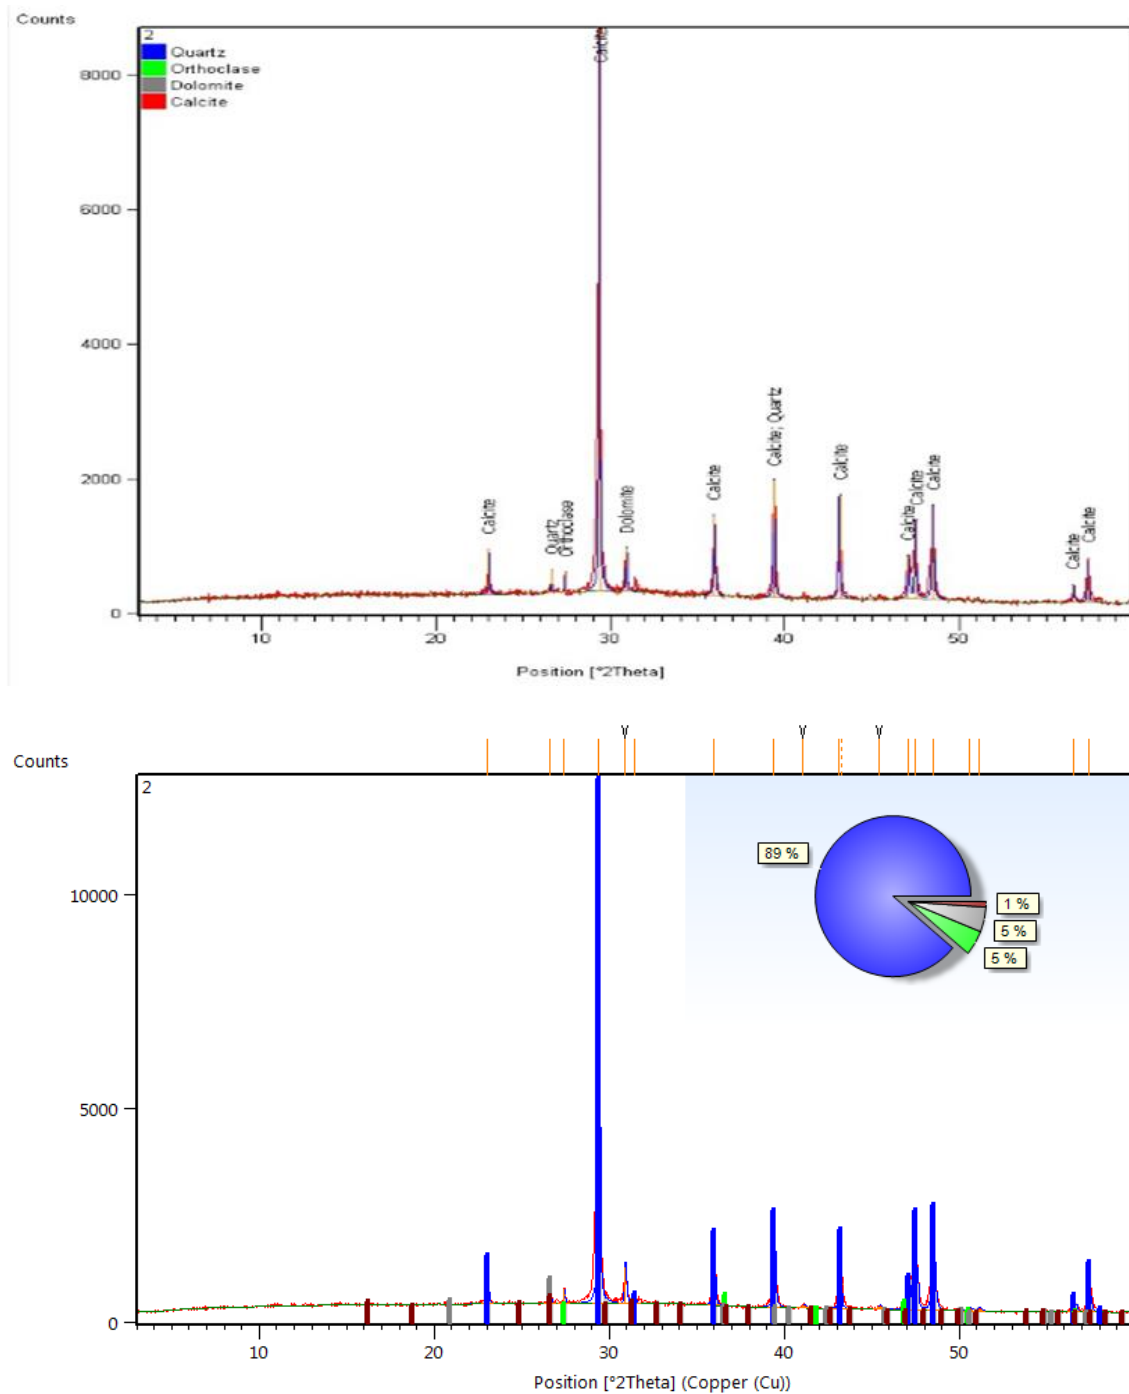 Counts
2
Quartz
Orthoclase
Dolomite
Calcite
8000
6000
4000
2000
0
Calcite
Quartz
Orthoclase
Calcite
Dolomite
Calcite
Calcite; Quartz
Calcite
Calcite
Calcite
Calcite
Calcite
Calcite
10
20
30
40
50
Position [°2Theta]
Counts
2
89 %
1 %
5 %
5 %
10000
5000
0
10
20
30
40
50
Position [°2Theta] (Copper (Cu))